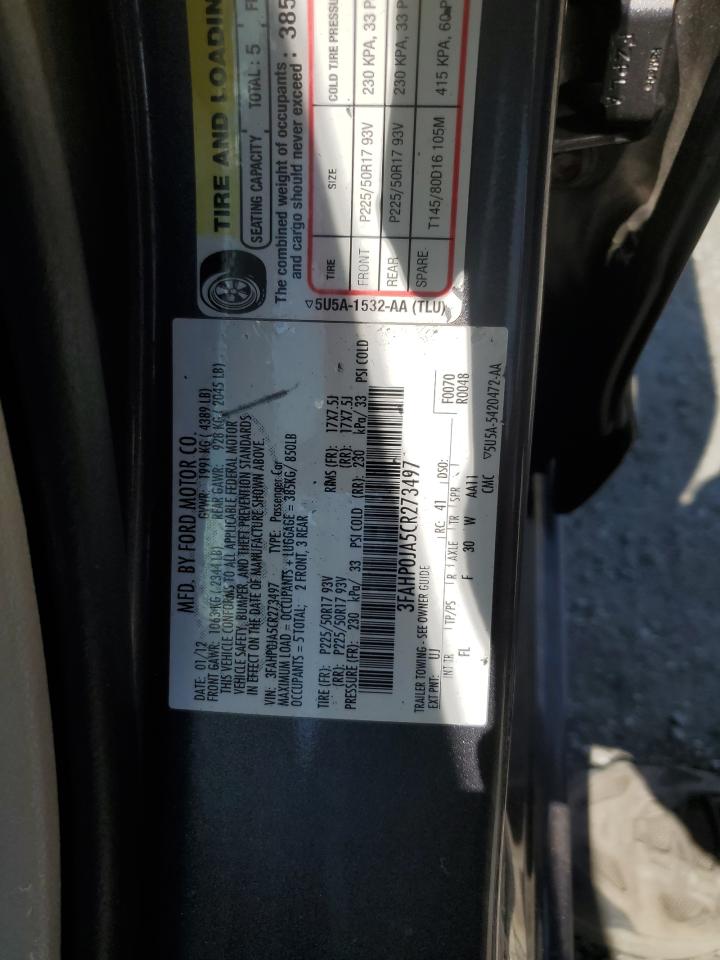 TIRE AND LOADIN
SEATING CAPACITY TOTAL : 5
The combined weight of occupants
and cargo should never exceed : 385
TIRE SIZE COLD TIRE PRESSUR
FRONT P225/50R17 93V 230 KPA, 33 P
REAR P225/50R17 93V 230 KPA, 33 P
SPARE T145/80D16 105M 415 KPA, 60 P
5U5A-1532-AA (TLU)
MFD. BY FORD MOTOR CO.
DATE: 01/12 GVWR: 1991 KG ( 4389 LB)
FRONT GAWR: 1063KG ( 2344LB) REAR GAWR: 928 KG ( 2045 LB)
THIS VEHICLE CONFORMS TO ALL APPLICABLE FEDERAL MOTOR
VEHICLE SAFETY, BUMPER, AND THEFT PREVENTION STANDARDS
IN EFFECT ON THE DATE OF MANUFACTURE SHOWN ABOVE.
VIN: 3FAHP0JA5CR273497 TYPE: Passenger Car
MAXIMUM LOAD = OCCUPANTS + LUGGAGE = 385KG/ 850LB
OCCUPANTS = 5 TOTAL; 2 FRONT, 3 REAR
TIRE (FR): P225/50R17 93V RIMS (FR): 17X7.5J
(RR): P225/50R17 93V (RR): 17X7.5J
PRESSURE (FR): 230 kPa/ 33 PSI COLD (RR): 230 kPa/ 33 PSI COLD
3FAHP0JA5CR273497
TRAILER TOWING - SEE OWNER GUIDE F0070
EXT PNT: UJ RC: 41 DSO: R0048
INT TR TP/PS R AXLE TR SPR
FL F 30 W AA11
CMC 5U5A-5420472-AA